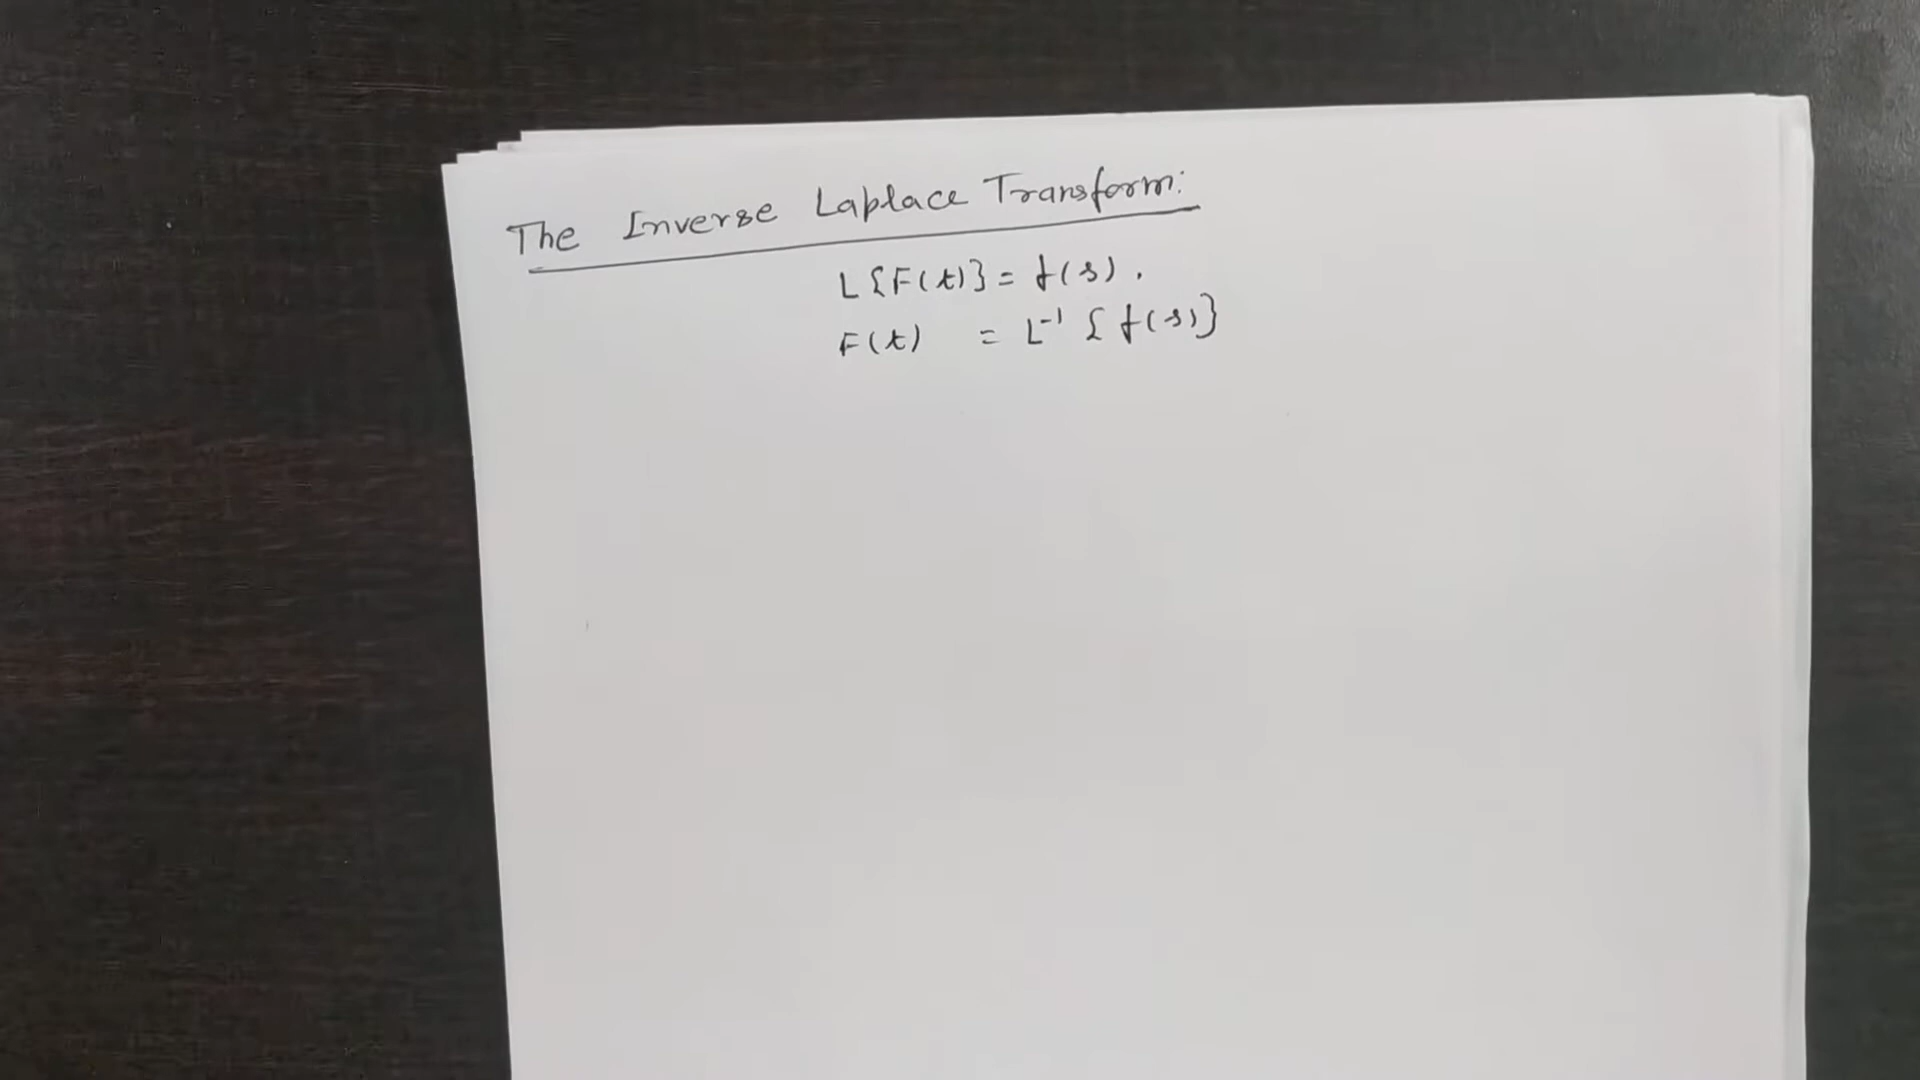 The Inverse Laplace Transform:
L{F(t)} = f(s).
F(t) = L⁻¹ {f(s)}